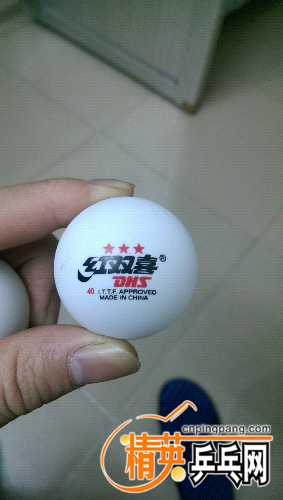 ★★★
红双喜®
DHS
40 I.T.T.F. APPROVED
MADE IN CHINA
cnpingpang.com
精英乒乓网